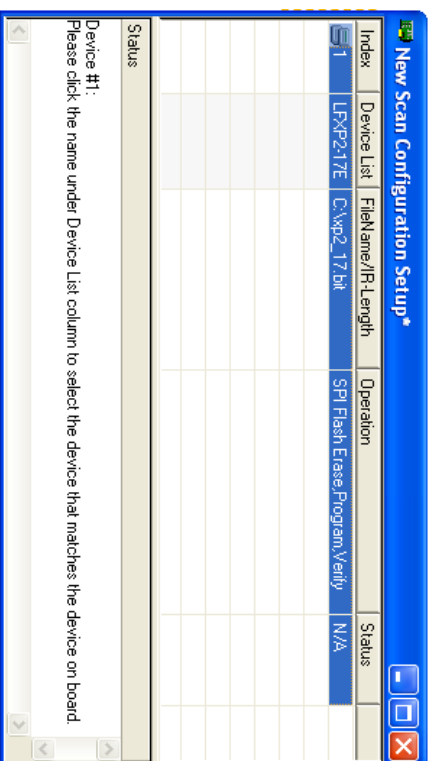 New Scan Configuration Setup*
Index Device List FileName/IR-Length Operation Status
1 LFXP2-17E C:\xp2_17.bit SPI Flash Erase,Program,Verify N/A
Status
Device #1:
Please click the name under Device List column to select the device that matches the device on board.